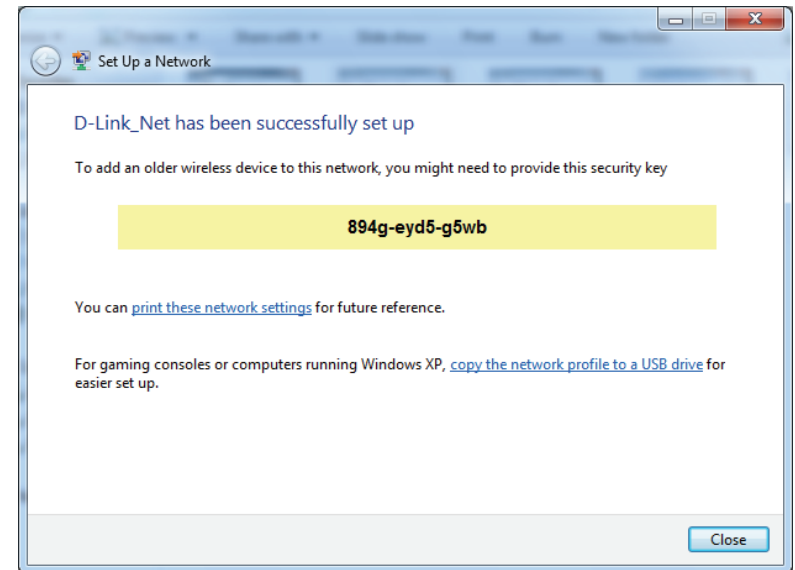 Set Up a Network
D-Link_Net has been successfully set up
To add an older wireless device to this network, you might need to provide this security key
894g-eyd5-g5wb
You can print these network settings for future reference.
For gaming consoles or computers running Windows XP, copy the network profile to a USB drive for
easier set up.
Close